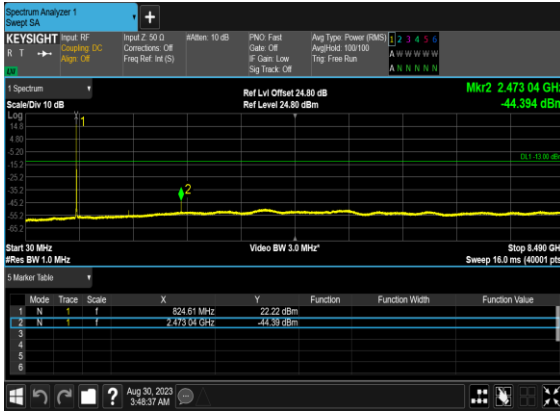 Spectrum Analyzer 1
Swept SA
+
KEYSIGHT Input: RF Input Z: 50 Ω #Atten: 10 dB PNO: Fast Avg Type: Power (RMS) 1 2 3 4 5 6
R T Coupling: DC Corrections: Off Gate: Off Avg|Hold: 100/100 A W W W W W
Align: Off Freq Ref: Int (S) IF Gain: Low Trig: Free Run
Sig Track: Off A N N N N N
LV
1 Spectrum Ref Lvl Offset 24.80 dB Mkr2 2.473 04 GHz
Scale/Div 10 dB Ref Level 24.80 dBm -44.394 dBm
Log
14.8
4.80
-5.20
-15.2
-25.2
-35.2
-45.2
-55.2
-65.2
1
2
DL1 -13.00 dBm
Start 30 MHz Video BW 3.0 MHz* Stop 8.490 GH
#Res BW 1.0 MHz Sweep 16.0 ms (40001 pts
5 Marker Table
Mode Trace Scale X Y Function Function Width Function Value
1 N 1 f 824.61 MHz 22.22 dBm
2 N 1 f 2.473 04 GHz -44.39 dBm
3
4
5
6
? Aug 30, 2023
3:48:37 AM